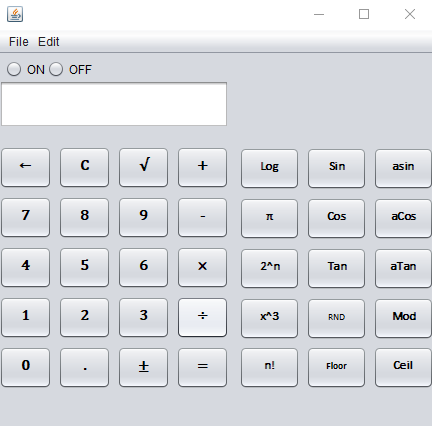 File Edit
ON OFF
← C √ + Log Sin asin
7 8 9 - π Cos aCos
4 5 6 × 2^n Tan aTan
1 2 3 ÷ x^3 RND Mod
0 . ± = n! Floor Ceil